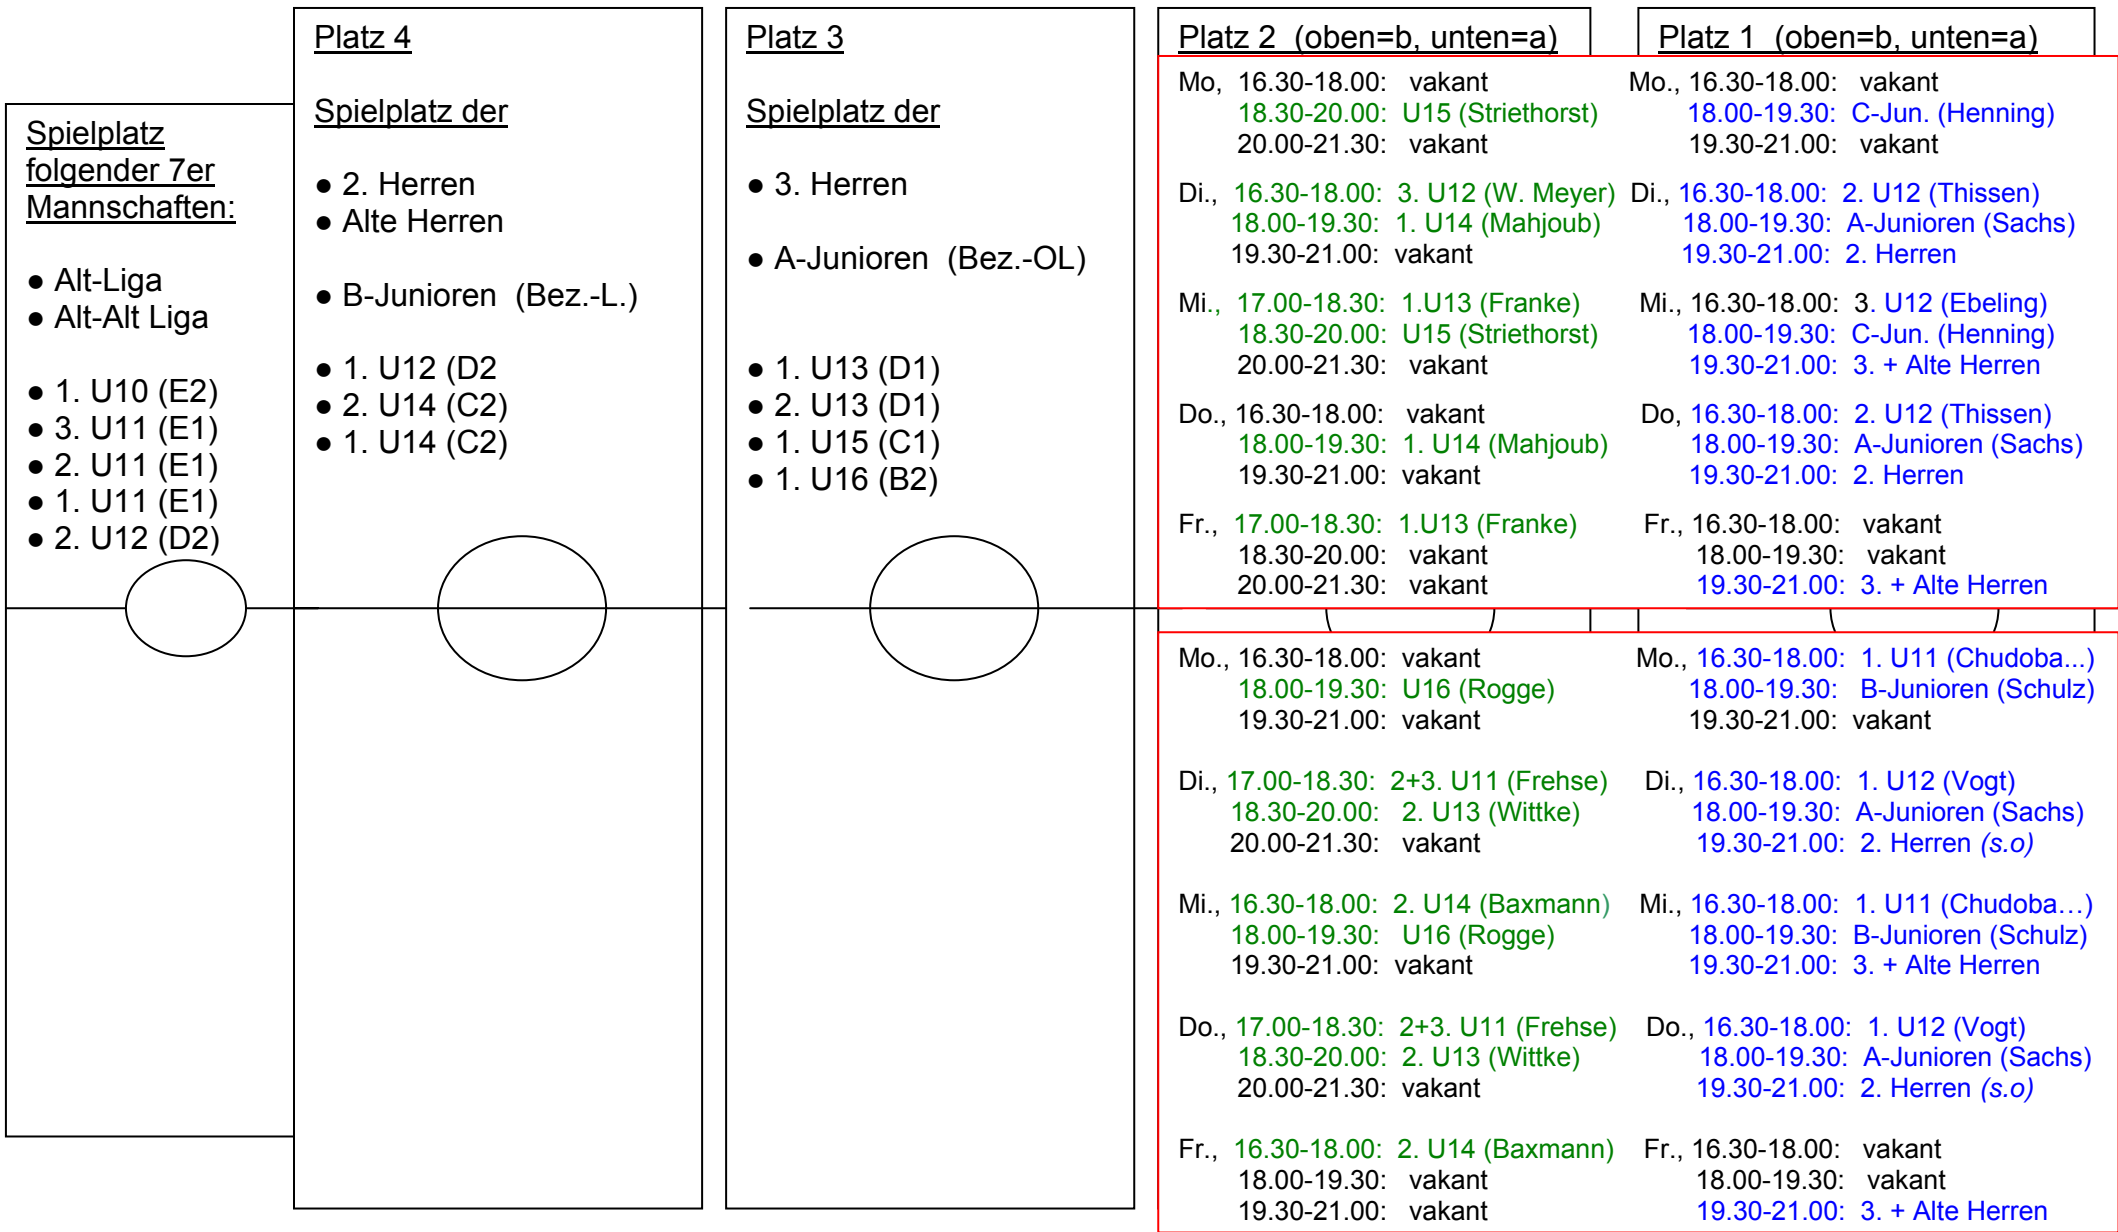 Spielplatz
folgender 7er
Mannschaften:
● Alt-Liga
● Alt-Alt Liga
● 1. U10 (E2)
● 3. U11 (E1)
● 2. U11 (E1)
● 1. U11 (E1)
● 2. U12 (D2)
Platz 4
Spielplatz der
● 2. Herren
● Alte Herren
● B-Junioren  (Bez.-L.)
● 1. U12 (D2
● 2. U14 (C2)
● 1. U14 (C2)
Platz 3
Spielplatz der
● 3. Herren
● A-Junioren  (Bez.-OL)
● 1. U13 (D1)
● 2. U13 (D1)
● 1. U15 (C1)
● 1. U16 (B2)
Platz 2  (oben=b, unten=a)
Mo, 16.30-18.00:  vakant
18.30-20.00:  U15 (Striethorst)
20.00-21.30:   vakant
Di.,  16.30-18.00:  3. U12 (W. Meyer)
18.00-19.30:  1. U14 (Mahjoub)
19.30-21.00:  vakant
Mi.,  17.00-18.30:  1.U13 (Franke)
18.30-20.00:  U15 (Striethorst)
20.00-21.30:   vakant
Do., 16.30-18.00:   vakant
18.00-19.30:  1. U14 (Mahjoub)
19.30-21.00:  vakant
Fr.,  17.00-18.30:  1.U13 (Franke)
18.30-20.00:   vakant
20.00-21.30:   vakant
Platz 1  (oben=b, unten=a)
Mo., 16.30-18.00:   vakant
18.00-19.30:  C-Jun. (Henning)
19.30-21.00:   vakant
Di., 16.30-18.00:  2. U12 (Thissen)
18.00-19.30:  A-Junioren (Sachs)
19.30-21.00:  2. Herren
Mi., 16.30-18.00:  3. U12 (Ebeling)
18.00-19.30:  C-Jun. (Henning)
19.30-21.00:  3. + Alte Herren
Do, 16.30-18.00:  2. U12 (Thissen)
18.00-19.30:  A-Junioren (Sachs)
19.30-21.00:  2. Herren
Fr., 16.30-18.00:   vakant
18.00-19.30:   vakant
19.30-21.00:  3. + Alte Herren
Mo., 16.30-18.00:  vakant
18.00-19.30:  U16 (Rogge)
19.30-21.00:  vakant
Di., 17.00-18.30:  2+3. U11 (Frehse)
18.30-20.00:   2. U13 (Wittke)
20.00-21.30:   vakant
Mi., 16.30-18.00:  2. U14 (Baxmann)
18.00-19.30:   U16 (Rogge)
19.30-21.00:  vakant
Do., 17.00-18.30:  2+3. U11 (Frehse)
18.30-20.00:  2. U13 (Wittke)
20.00-21.30:  vakant
Fr.,  16.30-18.00:  2. U14 (Baxmann)
18.00-19.30:   vakant
19.30-21.00:   vakant
Mo., 16.30-18.00:  1. U11 (Chudoba...)
18.00-19.30:   B-Junioren (Schulz)
19.30-21.00:  vakant
Di., 16.30-18.00:  1. U12 (Vogt)
18.00-19.30:  A-Junioren (Sachs)
19.30-21.00:  2. Herren (s.o)
Mi., 16.30-18.00:  1. U11 (Chudoba…)
18.00-19.30:  B-Junioren (Schulz)
19.30-21.00:  3. + Alte Herren
Do., 16.30-18.00:  1. U12 (Vogt)
18.00-19.30:  A-Junioren (Sachs)
19.30-21.00:  2. Herren (s.o)
Fr., 16.30-18.00:   vakant
18.00-19.30:   vakant
19.30-21.00:  3. + Alte Herren